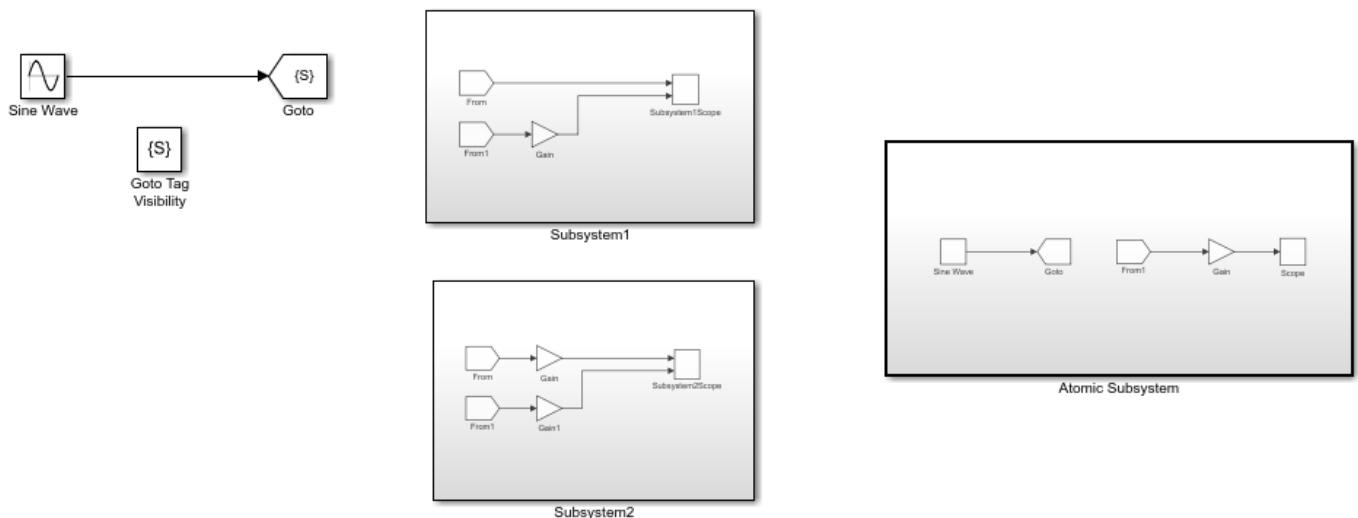 {S}
Sine Wave
Goto
{S}
Goto Tag
Visibility
From
Subsystem1Scope
From1
Gain
Subsystem1
From
Gain
Subsystem2Scope
From1
Gain1
Subsystem2
Sine Wave
Goto
From1
Gain
Scope
Atomic Subsystem